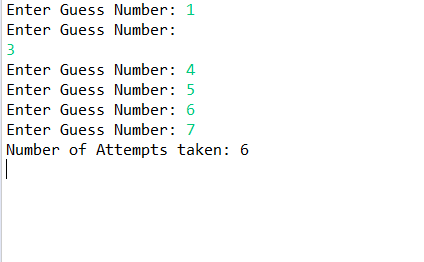 Enter Guess Number: 1
Enter Guess Number:
3
Enter Guess Number: 4
Enter Guess Number: 5
Enter Guess Number: 6
Enter Guess Number: 7
Number of Attempts taken: 6